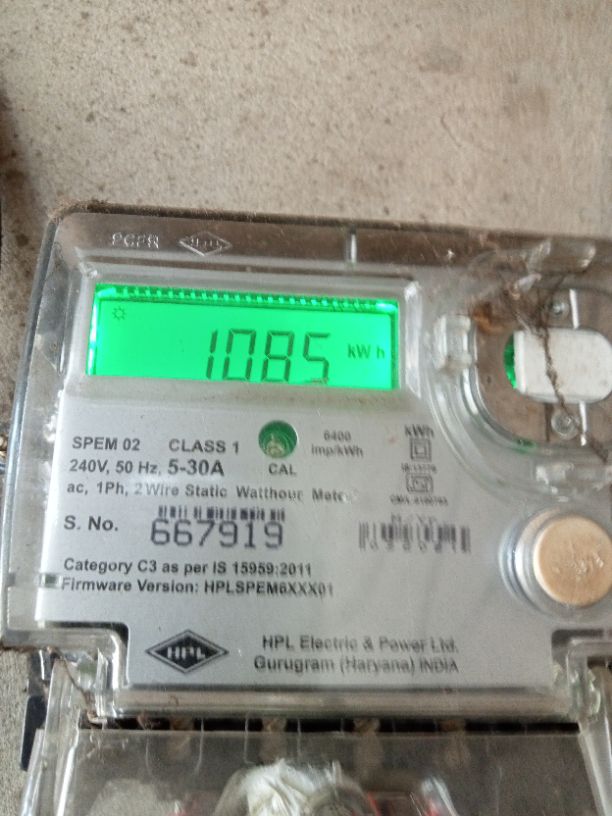 HPL
1085 kWh
SPEM 02 CLASS 1
240V, 50 Hz, 5-30A
CAL
6400
imp/kWh
kWh
ac, 1Ph, 2 Wire Static Watthour Meter
S. No. 667919
Category C3 as per IS 15959:2011
Firmware Version: HPLSPEM6XXX01
HPL
HPL Electric & Power Ltd.
Gurugram (Haryana) INDIA